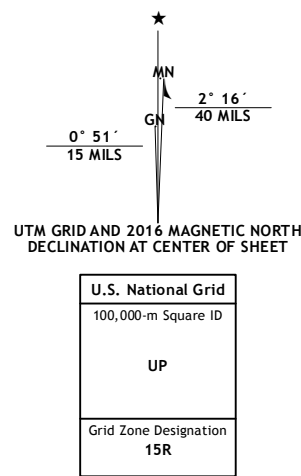 ★
MN
GN
2° 16´
40 MILS
0° 51´
15 MILS
UTM GRID AND 2016 MAGNETIC NORTH
DECLINATION AT CENTER OF SHEET
U.S. National Grid
100,000-m Square ID
UP
Grid Zone Designation
15R